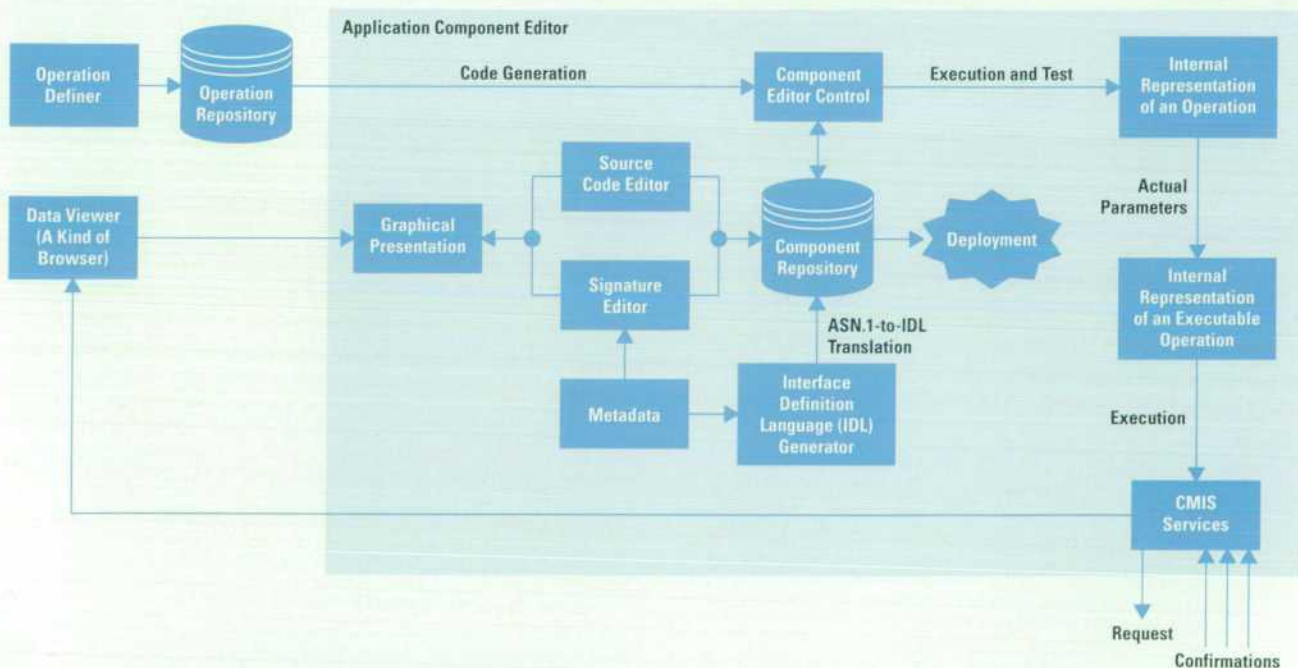 Application Component Editor
Operation
Definer
Operation
Repository
Code Generation
Component
Editor Control
Execution and Test
Internal
Representation
of an Operation
Data Viewer
(A Kind of
Browser)
Graphical
Presentation
Source
Code Editor
Signature
Editor
Component
Repository
Deployment
Actual
Parameters
Internal
Representation
of an Executable
Operation
Metadata
ASN.1-to-IDL
Translation
Interface
Definition
Language (IDL)
Generator
Execution
CMIS
Services
Request
Confirmations